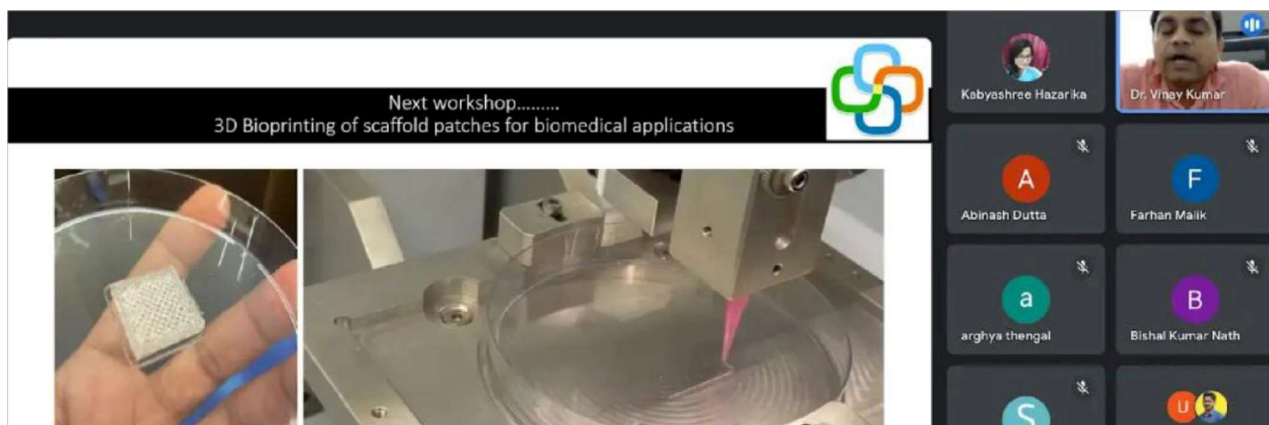 Next workshop.........
3D Bioprinting of scaffold patches for biomedical applications
Kabyashree Hazarika
Dr. Vinay Kumar
A
Abinash Dutta
F
Farhan Malik
a
arghya thengal
B
Bishal Kumar Nath
S
U